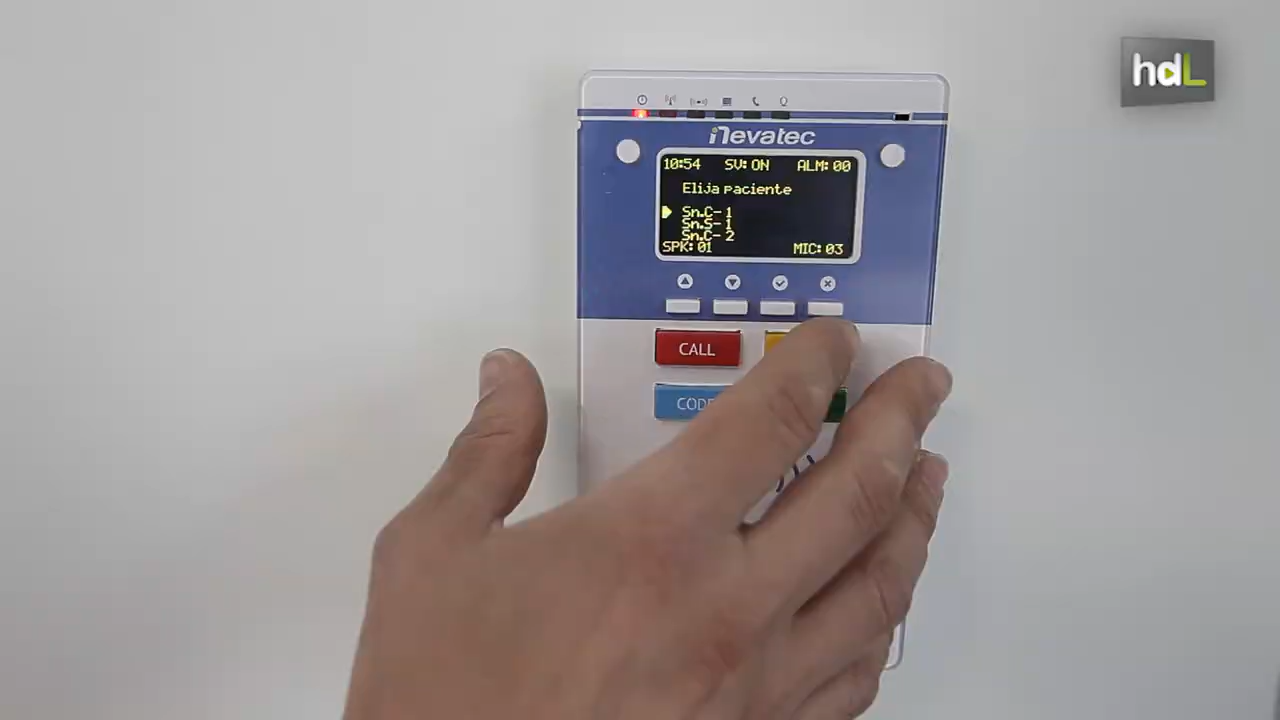 hdL
inevatec
10:54 SV: ON ALM: 00
Elija paciente
Sn.C- 1
Sn.S- 1
Sn.C- 2
SPK: 01 MIC: 03
CALL
CODE